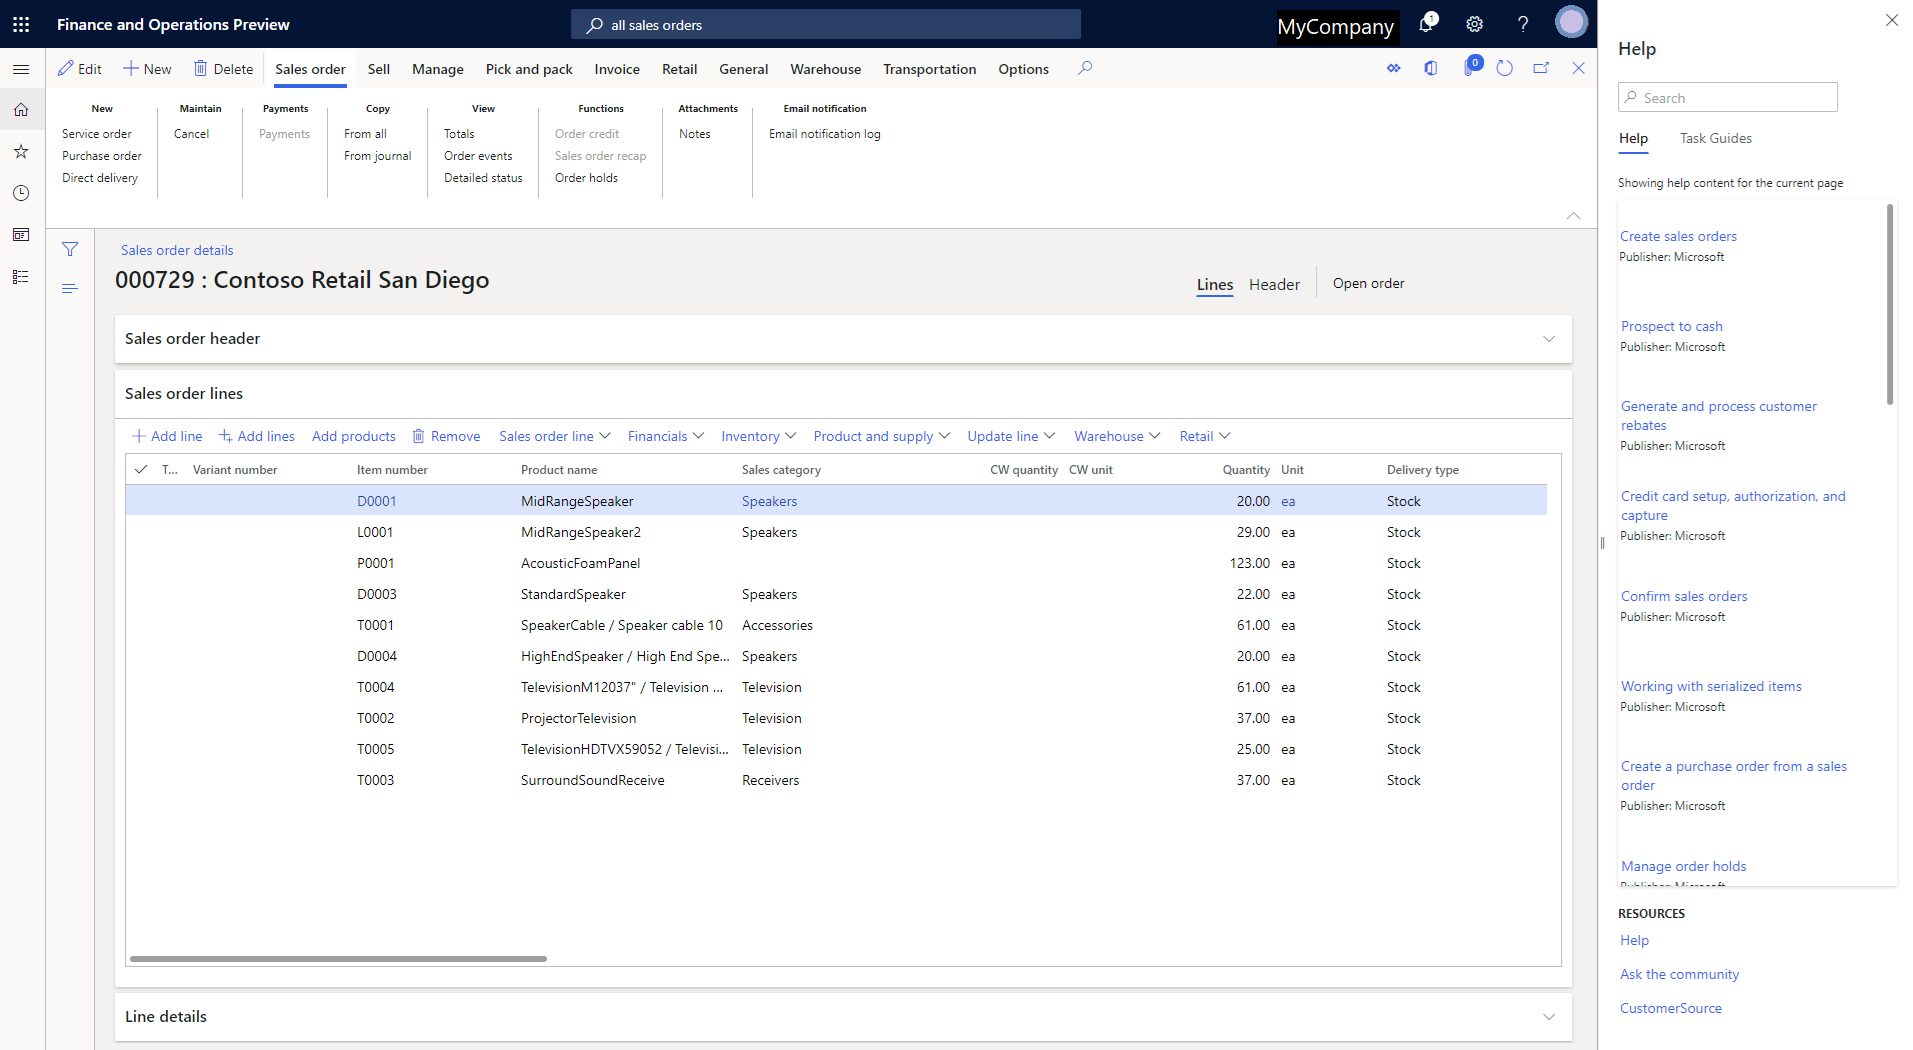 Finance and Operations Preview
all sales orders
MyCompany
1
?
Edit
New
Delete
Sales order
Sell
Manage
Pick and pack
Invoice
Retail
General
Warehouse
Transportation
Options
0
New
Service order
Purchase order
Direct delivery
Maintain
Cancel
Payments
Payments
Copy
From all
From journal
View
Totals
Order events
Detailed status
Functions
Order credit
Sales order recap
Order holds
Attachments
Notes
Email notification
Email notification log
Sales order details
000729 : Contoso Retail San Diego
Lines
Header
Open order
Sales order header
Sales order lines
Add line
Add lines
Add products
Remove
Sales order line
Financials
Inventory
Product and supply
Update line
Warehouse
Retail
T... Variant number Item number Product name Sales category CW quantity CW unit Quantity Unit Delivery type
D0001 MidRangeSpeaker Speakers 20.00 ea Stock
L0001 MidRangeSpeaker2 Speakers 29.00 ea Stock
P0001 AcousticFoamPanel 123.00 ea Stock
D0003 StandardSpeaker Speakers 22.00 ea Stock
T0001 SpeakerCable / Speaker cable 10 Accessories 61.00 ea Stock
D0004 HighEndSpeaker / High End Spe... Speakers 20.00 ea Stock
T0004 TelevisionM12037" / Television ... Television 61.00 ea Stock
T0002 ProjectorTelevision Television 37.00 ea Stock
T0005 TelevisionHDTVX59052 / Televisi... Television 25.00 ea Stock
T0003 SurroundSoundReceive Receivers 37.00 ea Stock
Line details
Help
Search
Help
Task Guides
Showing help content for the current page
Create sales orders
Publisher: Microsoft
Prospect to cash
Publisher: Microsoft
Generate and process customer
rebates
Publisher: Microsoft
Credit card setup, authorization, and
capture
Publisher: Microsoft
Confirm sales orders
Publisher: Microsoft
Working with serialized items
Publisher: Microsoft
Create a purchase order from a sales
order
Publisher: Microsoft
Manage order holds
Publisher: Microsoft
RESOURCES
Help
Ask the community
CustomerSource